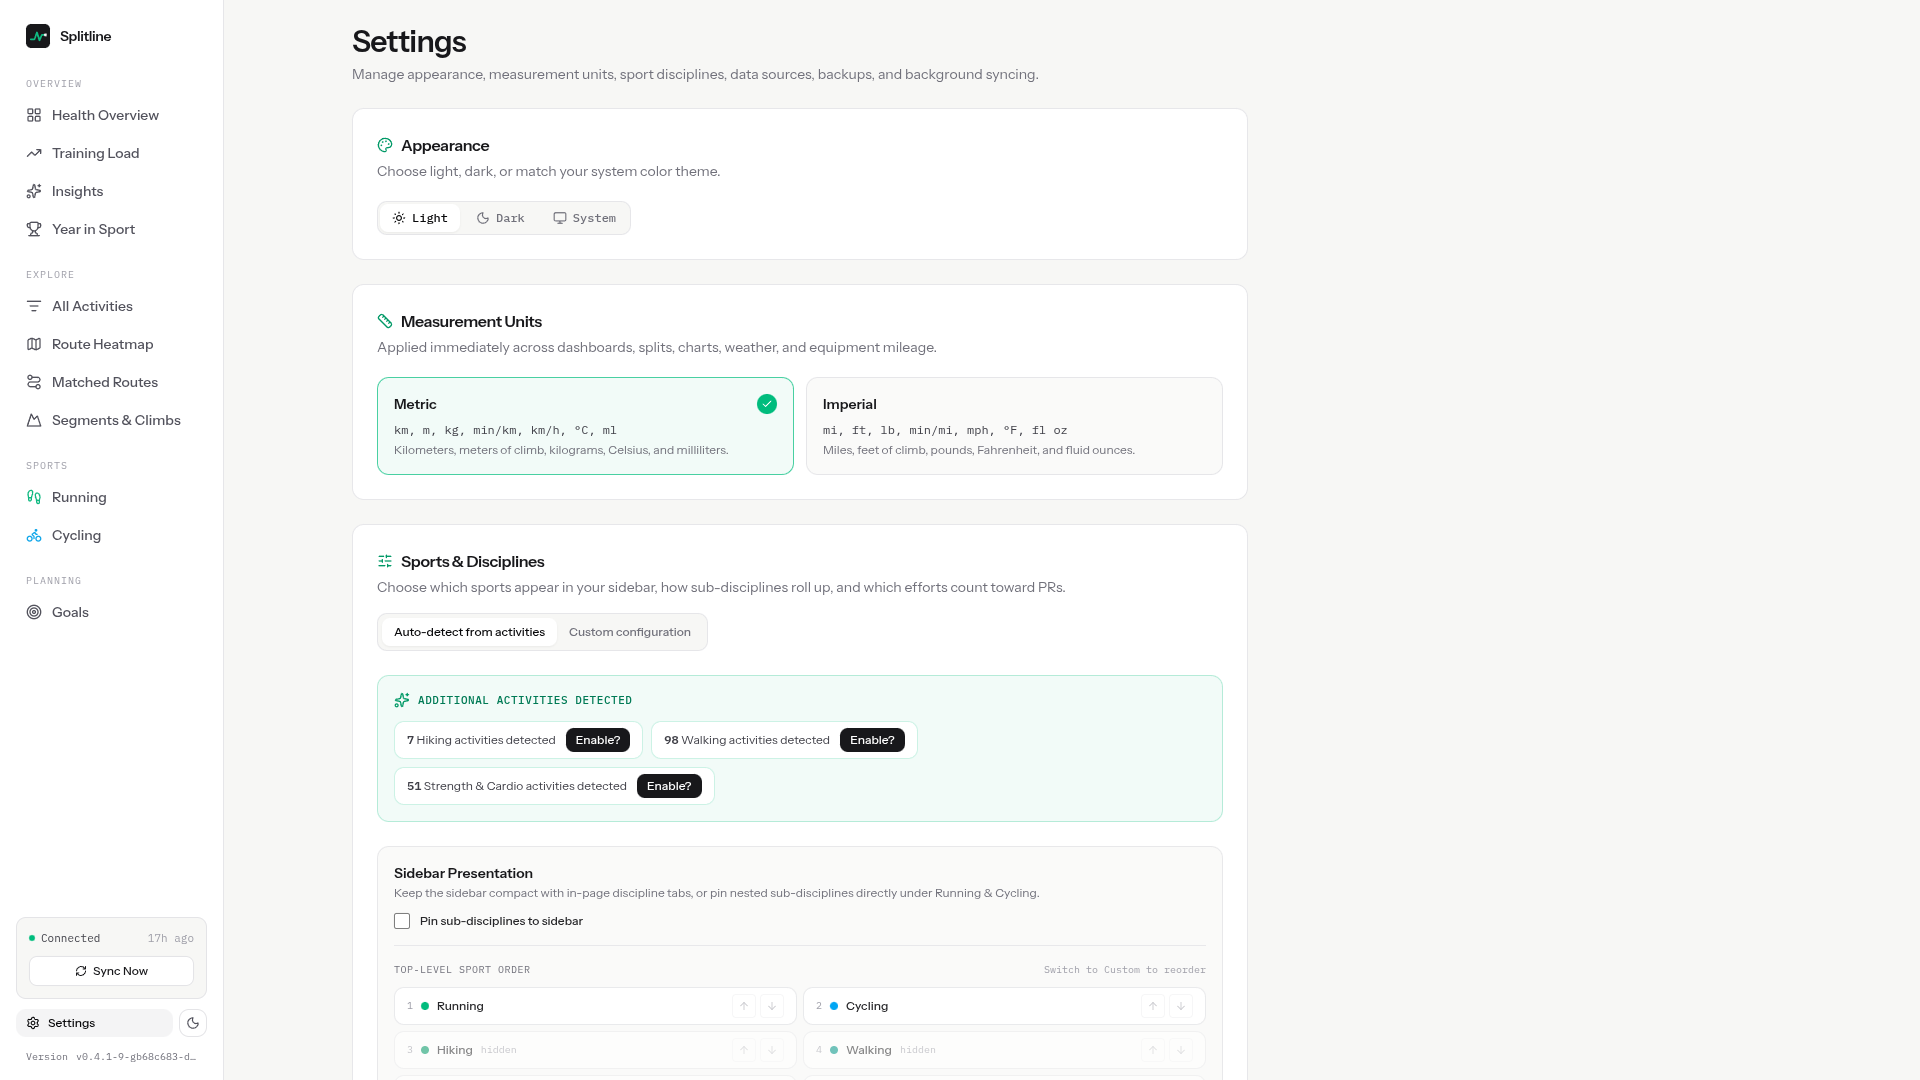 Splitline
OVERVIEW
Health Overview
Training Load
Insights
Year in Sport
EXPLORE
All Activities
Route Heatmap
Matched Routes
Segments & Climbs
SPORTS
Running
Cycling
PLANNING
Goals
Connected 17h ago
Sync Now
Settings
Version v0.4.1-9-gb68c683-d…
Settings
Manage appearance, measurement units, sport disciplines, data sources, backups, and background syncing.
Appearance
Choose light, dark, or match your system color theme.
Light Dark System
Measurement Units
Applied immediately across dashboards, splits, charts, weather, and equipment mileage.
Metric
km, m, kg, min/km, km/h, °C, ml
Kilometers, meters of climb, kilograms, Celsius, and milliliters.
Imperial
mi, ft, lb, min/mi, mph, °F, fl oz
Miles, feet of climb, pounds, Fahrenheit, and fluid ounces.
Sports & Disciplines
Choose which sports appear in your sidebar, how sub-disciplines roll up, and which efforts count toward PRs.
Auto-detect from activities Custom configuration
ADDITIONAL ACTIVITIES DETECTED
7 Hiking activities detected Enable? 98 Walking activities detected Enable?
51 Strength & Cardio activities detected Enable?
Sidebar Presentation
Keep the sidebar compact with in-page discipline tabs, or pin nested sub-disciplines directly under Running & Cycling.
Pin sub-disciplines to sidebar
TOP-LEVEL SPORT ORDER Switch to Custom to reorder
1 Running 2 Cycling
3 Hiking hidden 4 Walking hidden